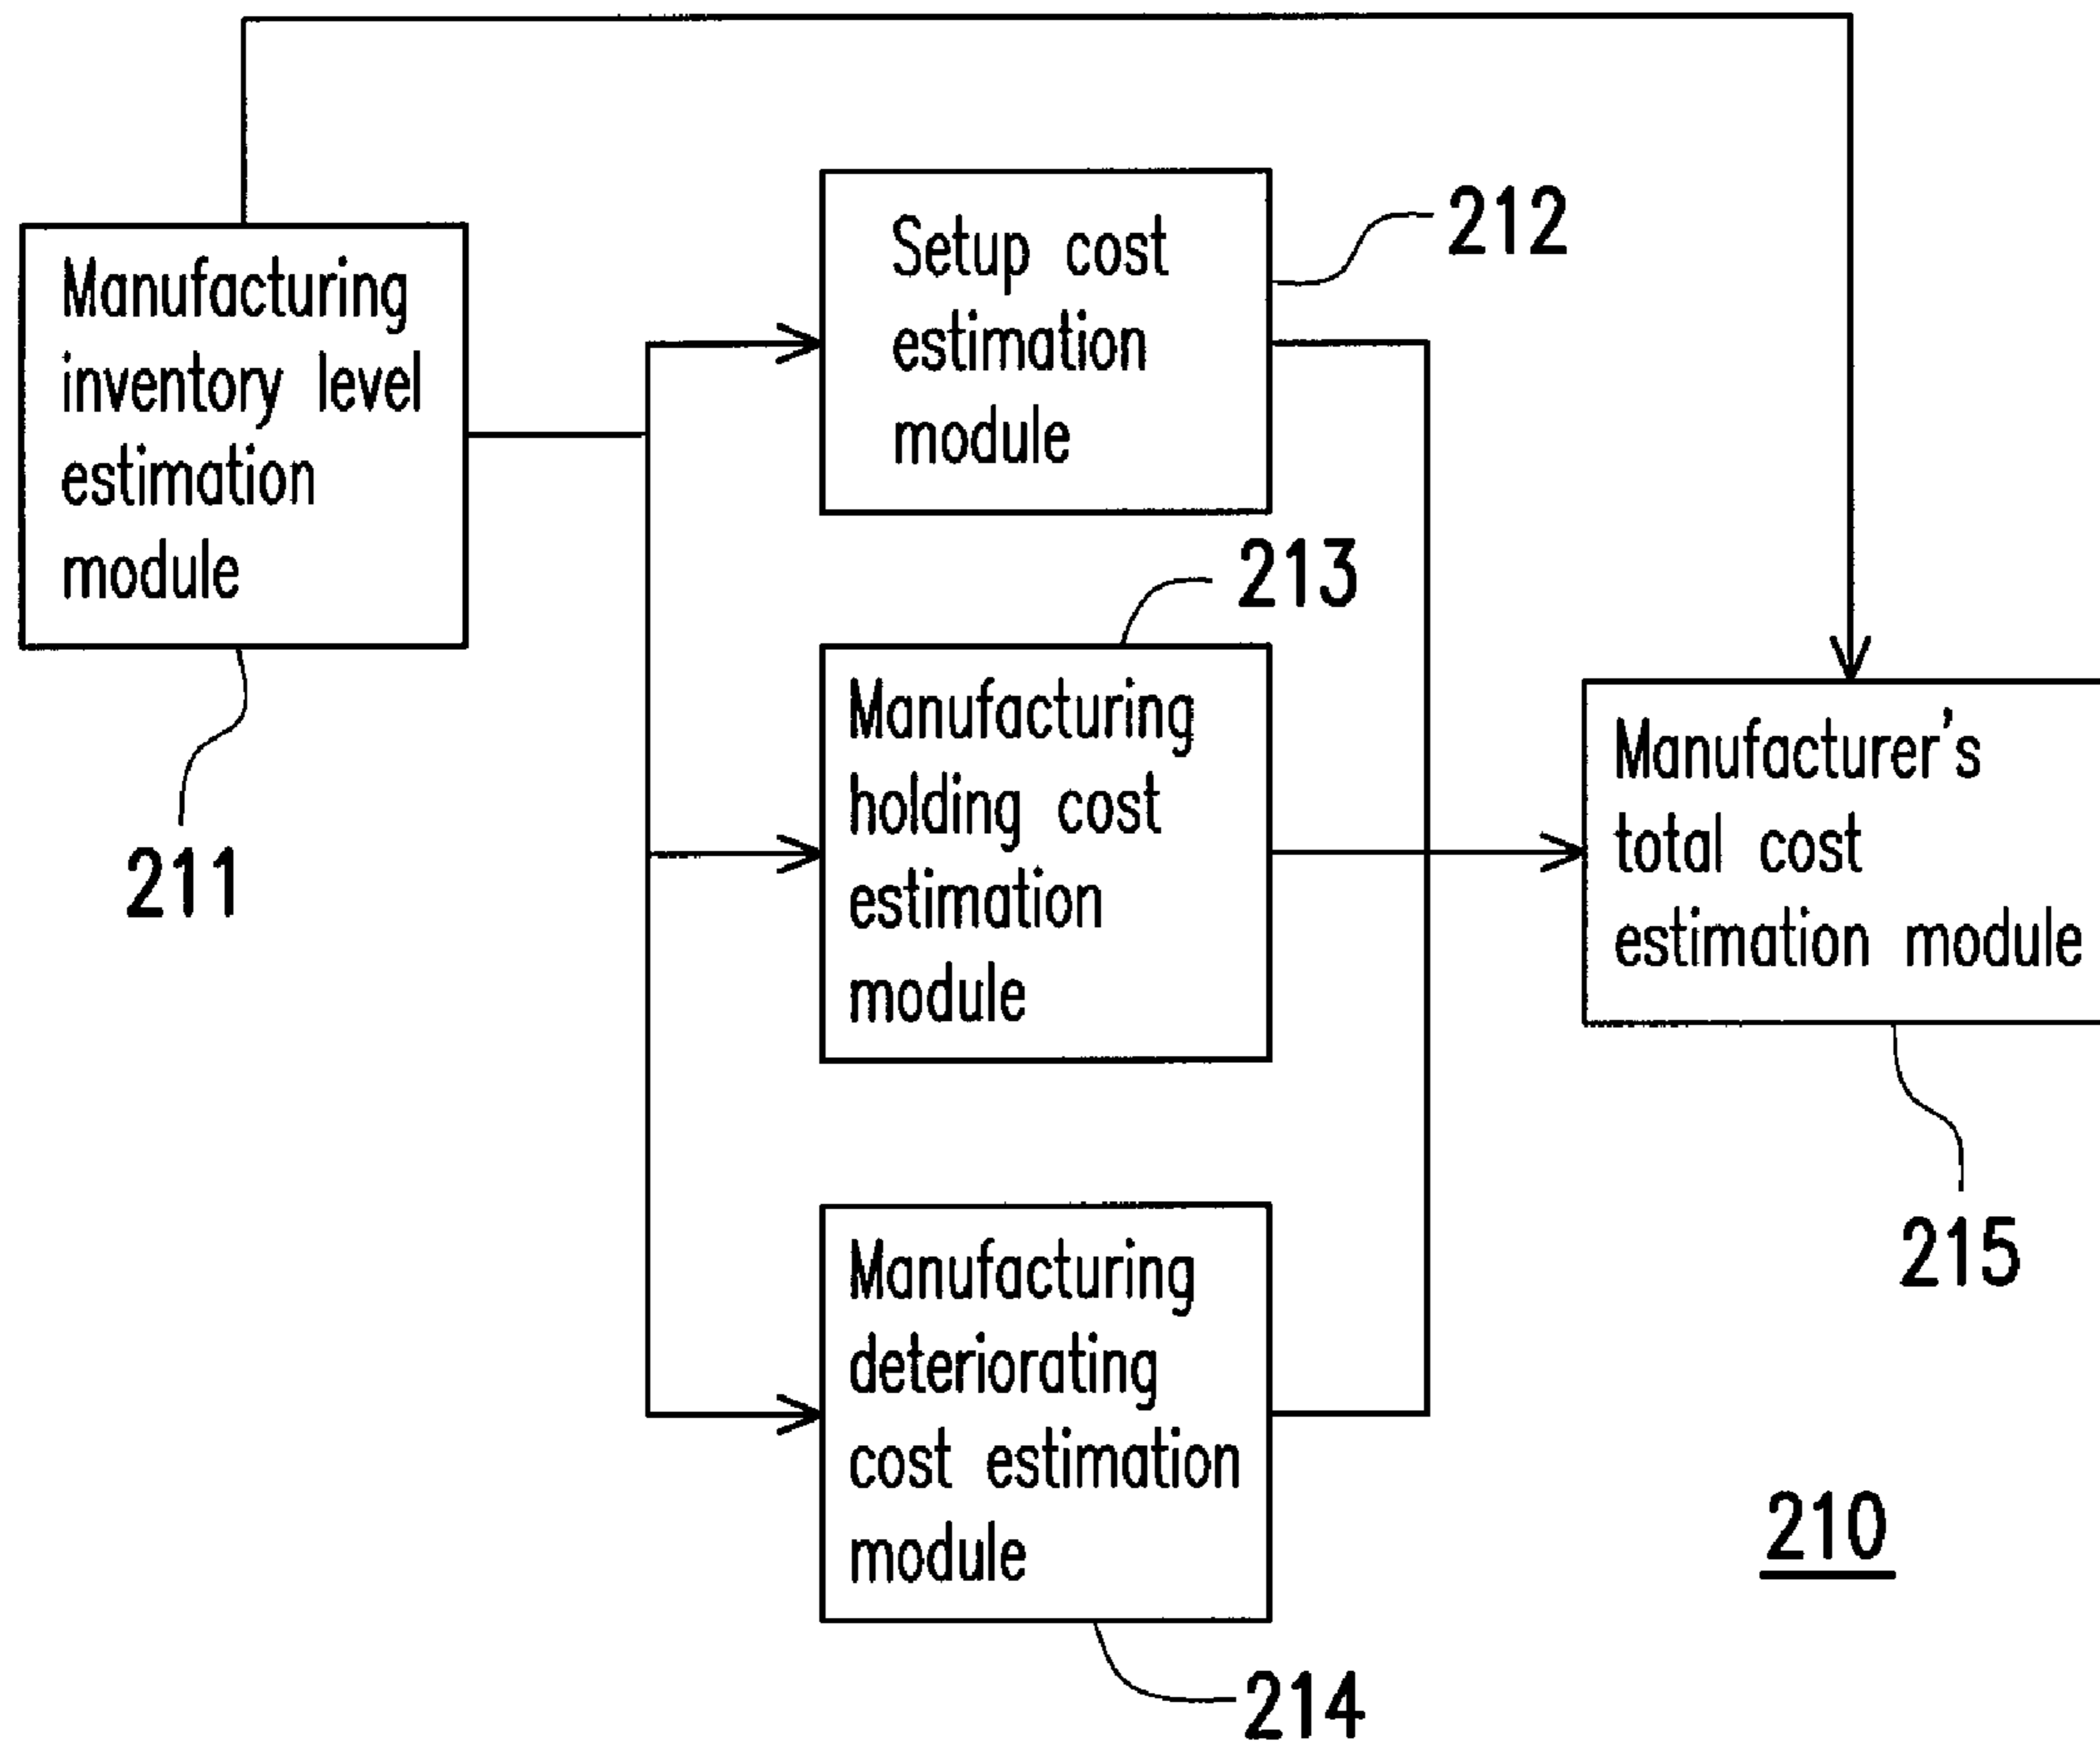 Manufacturing
inventory level
estimation
module
211
Setup cost
estimation
module
212
213
Manufacturing
holding cost
estimation
module
Manufacturing
deteriorating
cost estimation
module
214
Manufacturer's
total cost
estimation module
215
210